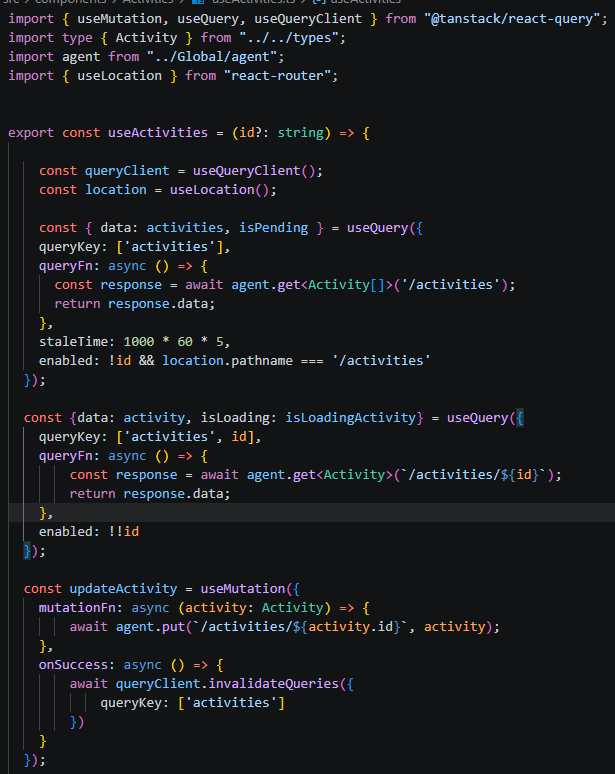 src > components > Activities > useActivities.ts > useActivities
import { useMutation, useQuery, useQueryClient } from "@tanstack/react-query";
import type { Activity } from "../../types";
import agent from "../Global/agent";
import { useLocation } from "react-router";
export const useActivities = (id?: string) => {
const queryClient = useQueryClient();
const location = useLocation();
const { data: activities, isPending } = useQuery({
queryKey: ['activities'],
queryFn: async () => {
const response = await agent.get<Activity[]>('/activities');
return response.data;
},
staleTime: 1000 * 60 * 5,
enabled: !id && location.pathname === '/activities'
});
const {data: activity, isLoading: isLoadingActivity} = useQuery({
queryKey: ['activities', id],
queryFn: async () => {
const response = await agent.get<Activity>(`/activities/${id}`);
return response.data;
},
enabled: !!id
});
const updateActivity = useMutation({
mutationFn: async (activity: Activity) => {
await agent.put(`/activities/${activity.id}`, activity);
},
onSuccess: async () => {
await queryClient.invalidateQueries({
queryKey: ['activities']
})
}
});